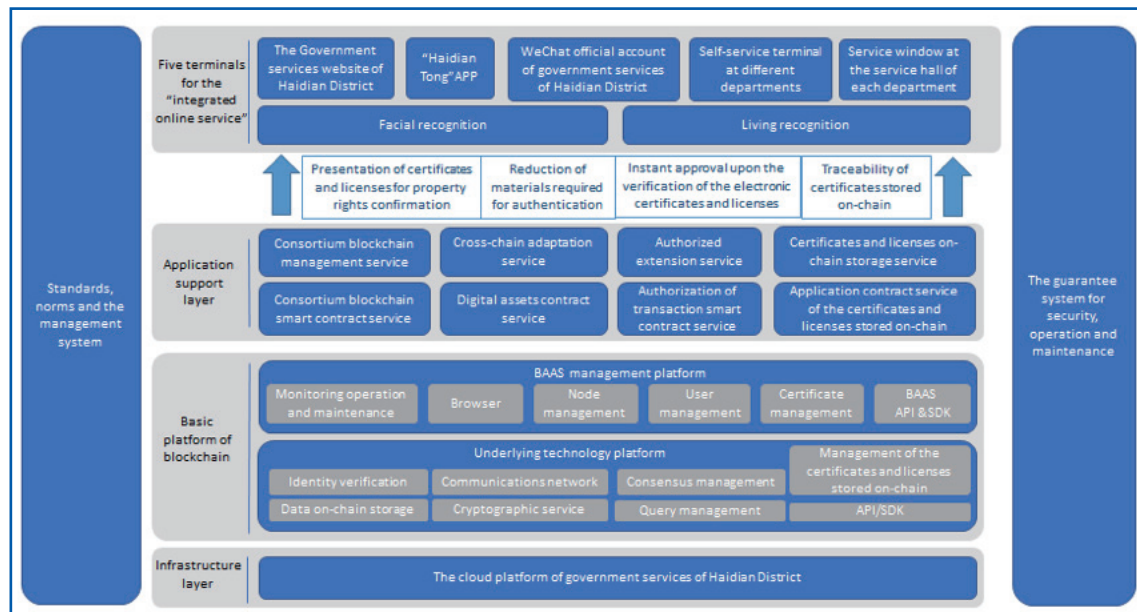 Standards,
norms and the
management
system
Five terminals
for the
"integrated
online service"
The Government
services website of
Haidian District
"Haidian
Tong"APP
WeChat official account
of government services
of Haidian District
Self-service terminal
at different
departments
Service window at
the service hall of
each department
Facial recognition
Living recognition
Presentation of certificates
and licenses for property
rights confirmation
Reduction of
materials required
for authentication
Instant approval upon the
verification of the electronic
certificates and licenses
Traceability of
certificates stored
on-chain
Application
support
layer
Consortium blockchain
management service
Cross-chain adaptation
service
Authorized
extension service
Certificates and licenses on-
chain storage service
Consortium blockchain
smart contract service
Digital assets contract
service
Authorization of
transaction smart
contract service
Application contract service
of the certificates and
licenses stored on-chain
Basic
platform of
blockchain
BAAS management platform
Monitoring operation
and maintenance
Browser
Node
management
User
management
Certificate
management
BAAS
API &SDK
Underlying technology platform
Identity verification
Communications network
Consensus management
Management of the
certificates and licenses
stored on-chain
Data on-chain storage
Cryptographic service
Query management
API/SDK
Infrastructure
layer
The cloud platform of government services of Haidian District
The guarantee
system for
security,
operation and
maintenance